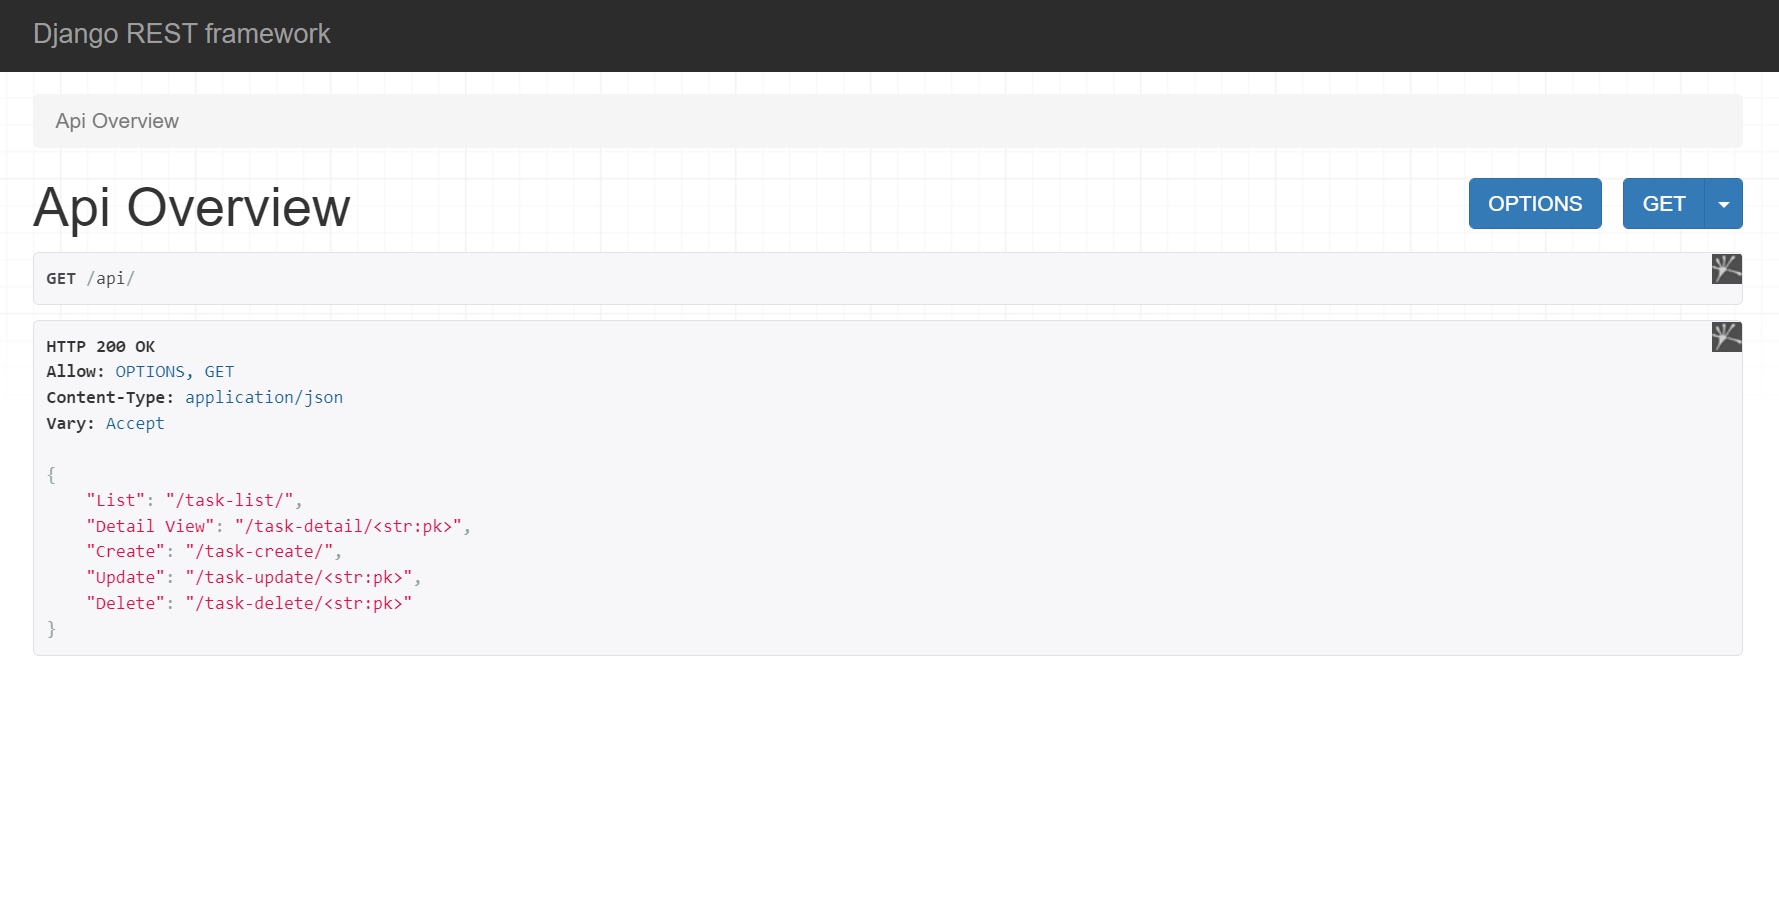 Django REST framework
Api Overview
Api Overview
OPTIONS
GET
GET /api/
HTTP 200 OK
Allow: OPTIONS, GET
Content-Type: application/json
Vary: Accept
{
    "List": "/task-list/",
    "Detail View": "/task-detail/<str:pk>",
    "Create": "/task-create/",
    "Update": "/task-update/<str:pk>",
    "Delete": "/task-delete/<str:pk>"
}